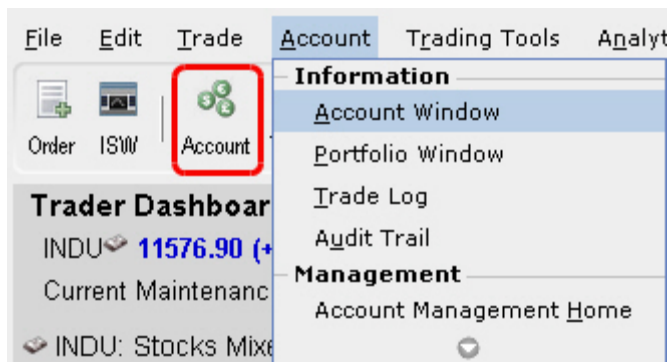 File Edit Trade Account Trading Tools Analyt
Information
Account Window
Order ISW Account
Portfolio Window
Trade Log
Trader Dashboar
Audit Trail
INDU 11576.90 (+
Management
Current Maintenanc
Account Management Home
INDU: Stocks Mixe